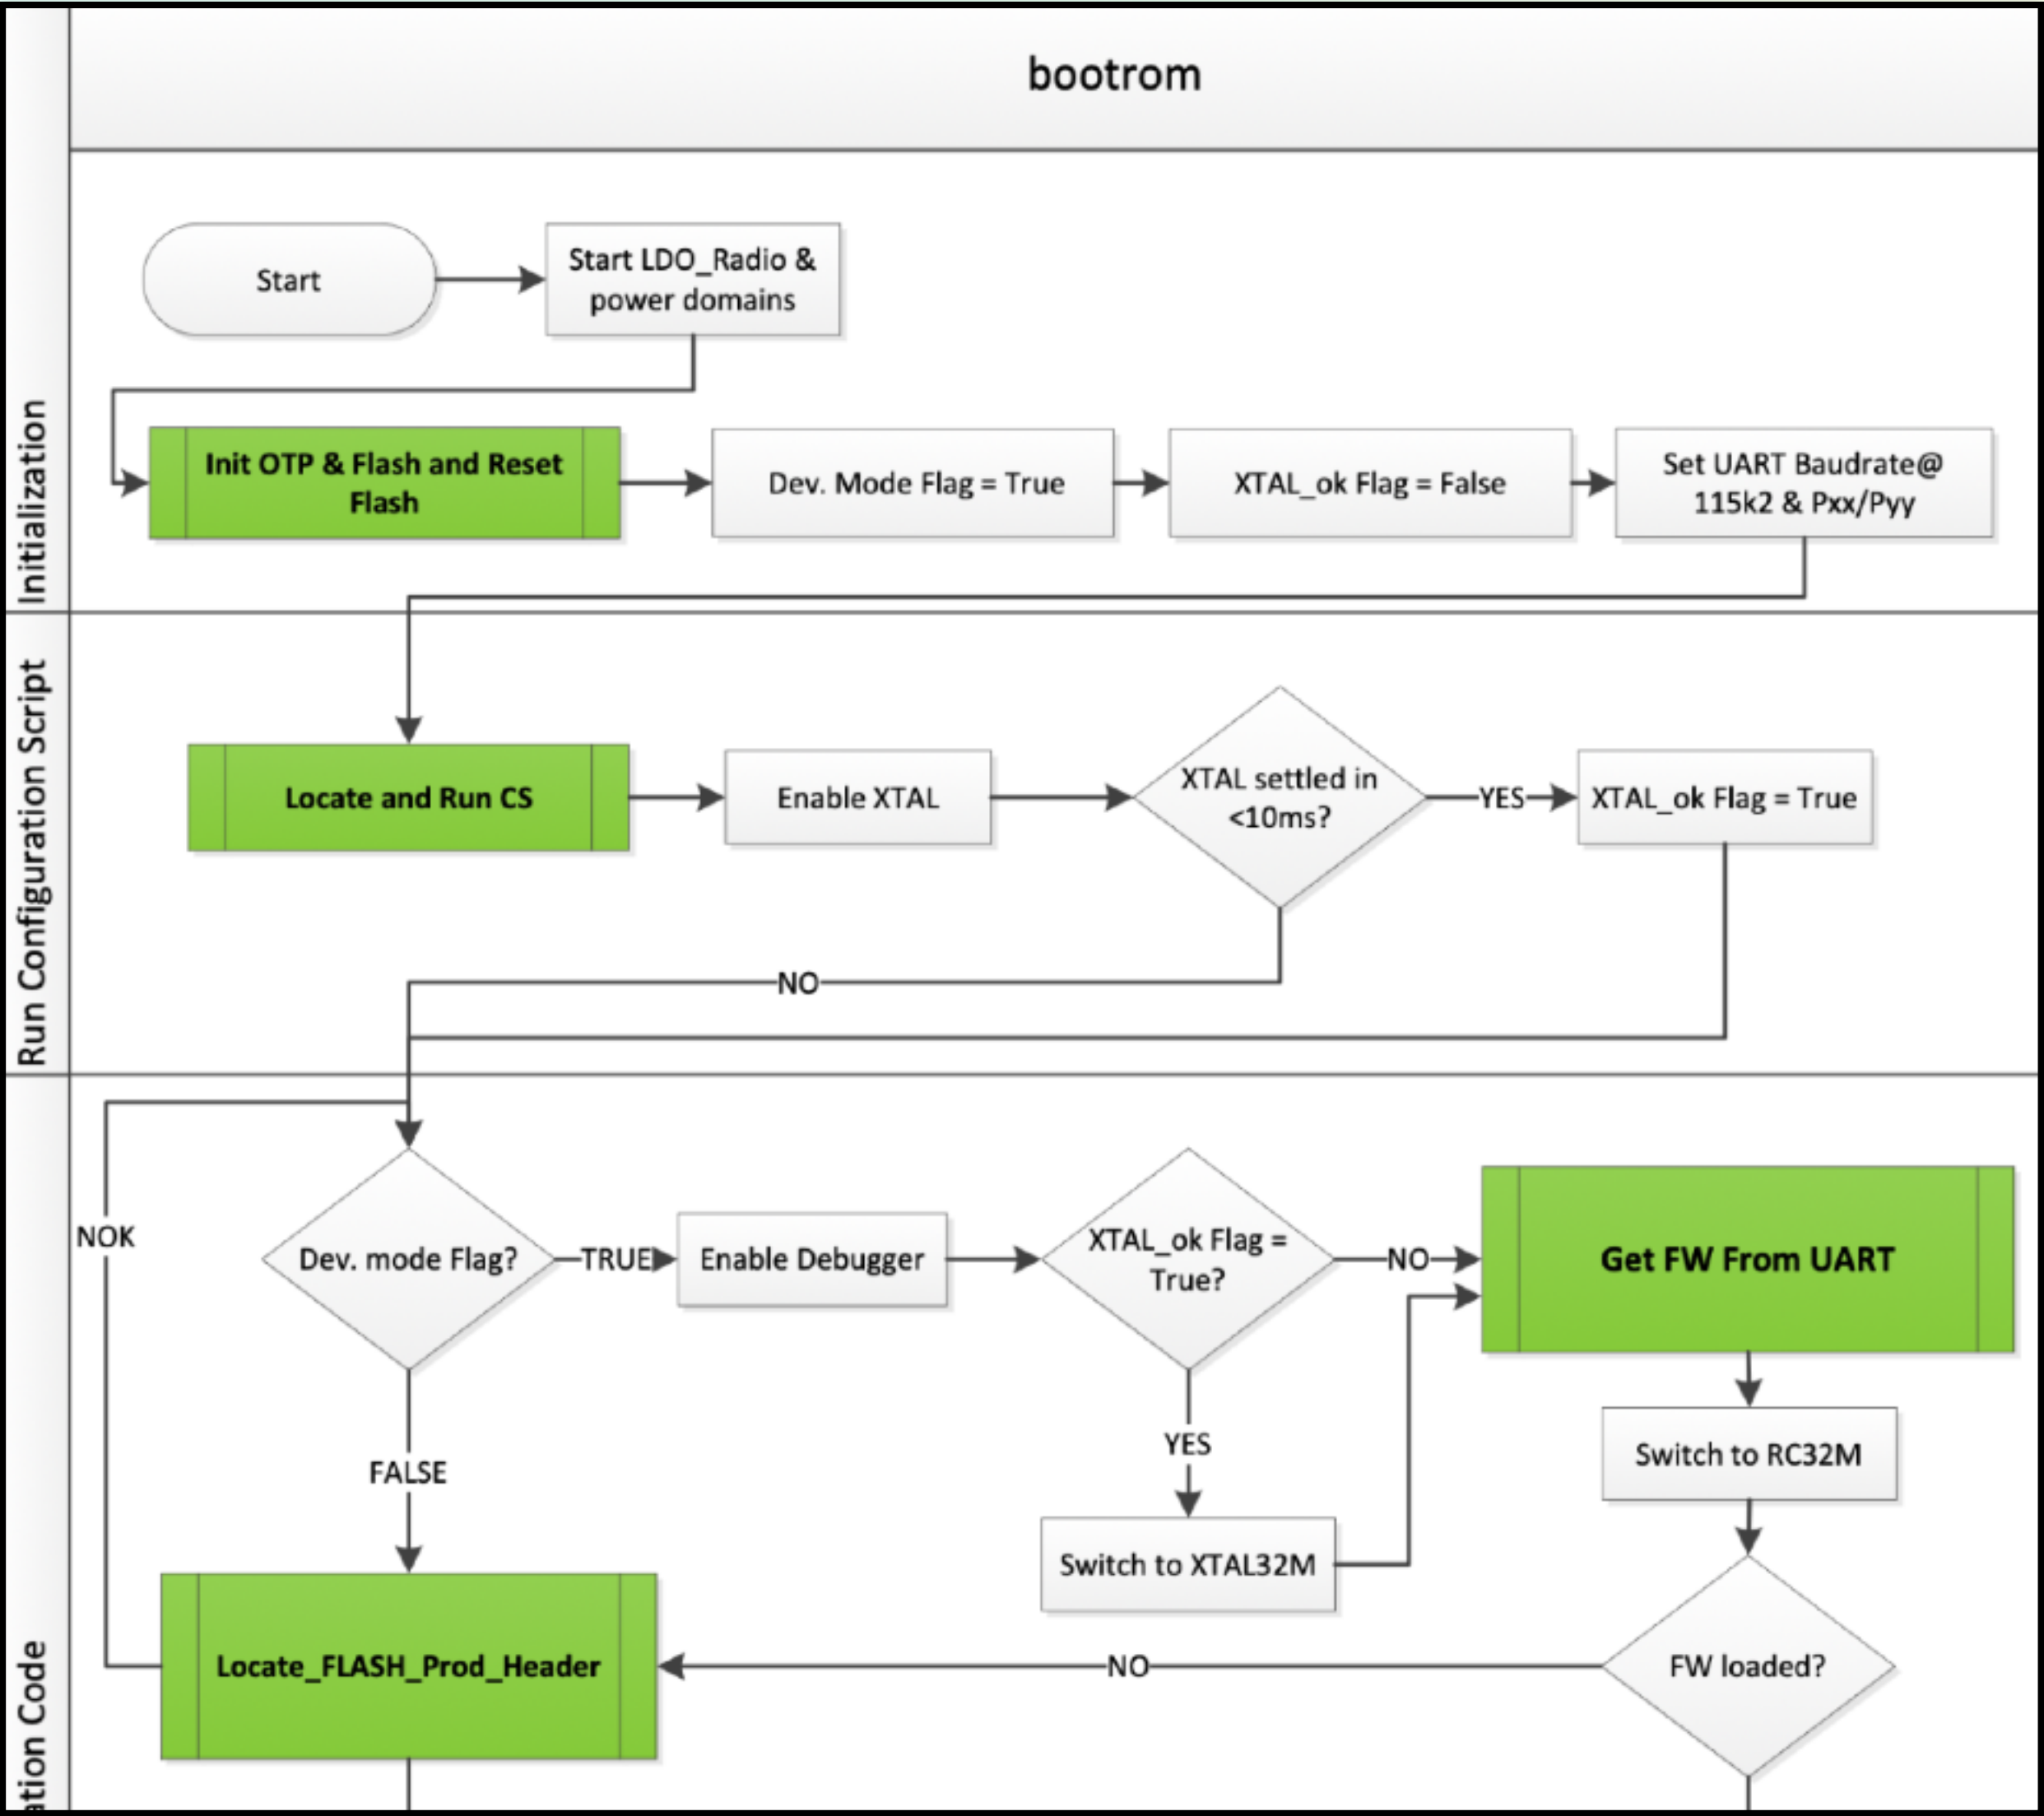 bootrom
Initialization
Start
Start LDO_Radio &
power domains
Init OTP & Flash and Reset
Flash
Dev. Mode Flag = True
XTAL_ok Flag = False
Set UART Baudrate@
115k2 & Pxx/Pyy
Run Configuration Script
Locate and Run CS
Enable XTAL
XTAL settled in
<10ms?
YES
XTAL_ok Flag = True
NO
ation Code
NOK
Dev. mode Flag?
TRUE
Enable Debugger
XTAL_ok Flag =
True?
NO
Get FW From UART
YES
FALSE
Switch to RC32M
Switch to XTAL32M
Locate_FLASH_Prod_Header
NO
FW loaded?